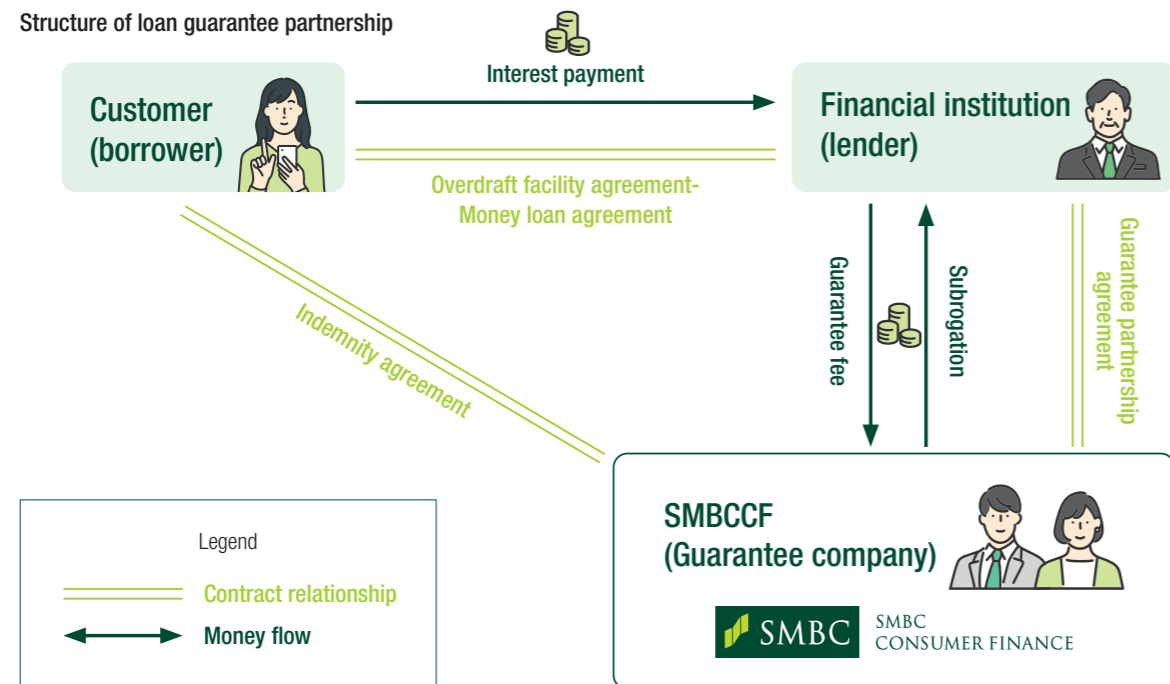 Structure of loan guarantee partnership
Interest payment
Customer
(borrower)
Financial institution
(lender)
Overdraft facility agreement-
Money loan agreement
Indemnity agreement
Guarantee fee
Subrogation
Guarantee partnership
agreement
SMBCCF
(Guarantee company)
SMBC
SMBC
CONSUMER FINANCE
Legend
Contract relationship
Money flow